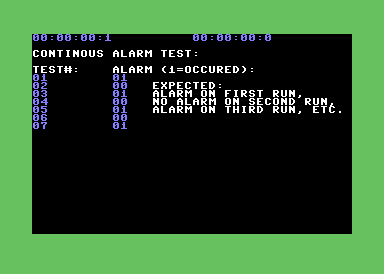 00:00:00:1 00:00:00:0
CONTINOUS ALARM TEST:
TEST#: ALARM (1=OCCURED):
01 01
02 00 EXPECTED:
03 01 ALARM ON FIRST RUN,
04 00 NO ALARM ON SECOND RUN,
05 01 ALARM ON THIRD RUN, ETC.
06 00
07 01